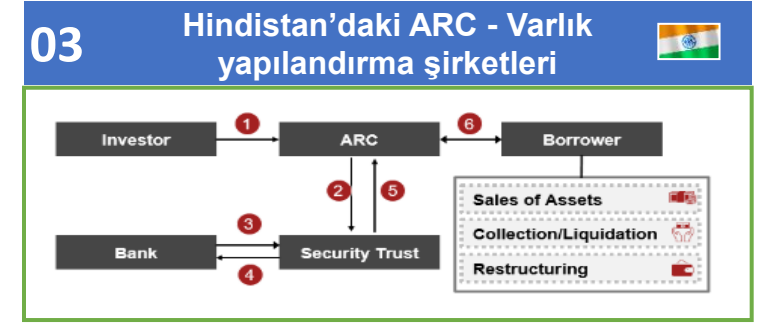 03
Hindistan’daki ARC - Varlık
yapılandırma şirketleri
Investor
1
ARC
6
Borrower
2
5
Sales of Assets
Collection/Liquidation
Restructuring
Bank
3
4
Security Trust